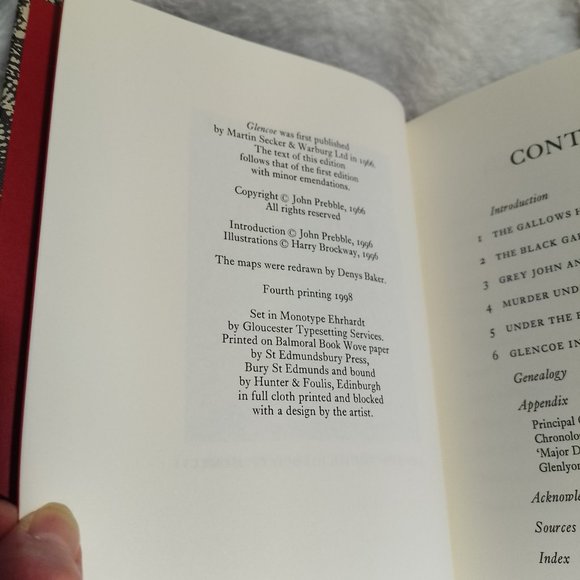 Glencoe was first published
by Martin Secker & Warburg Ltd in 1966.
The text of this edition
follows that of the first edition
with minor emendations.
Copyright © John Prebble, 1966
All rights reserved
Introduction © John Prebble, 1996
Illustrations © Harry Brockway, 1996
The maps were redrawn by Denys Baker.
Fourth printing 1998
Set in Monotype Ehrhardt
by Gloucester Typesetting Services.
Printed on Balmoral Book Wove paper
by St Edmundsbury Press,
Bury St Edmunds and bound
by Hunter & Foulis, Edinburgh
in full cloth printed and blocked
with a design by the artist.
CONT
Introduction
1 THE GALLOWS H
2 THE BLACK GA
3 GREY JOHN AN
4 MURDER UND
5 UNDER THE
6 GLENCOE IN
Genealogy
Appendix
Principal
Chronolo
'Major D
Glenlyon
Acknowl
Sources
Index